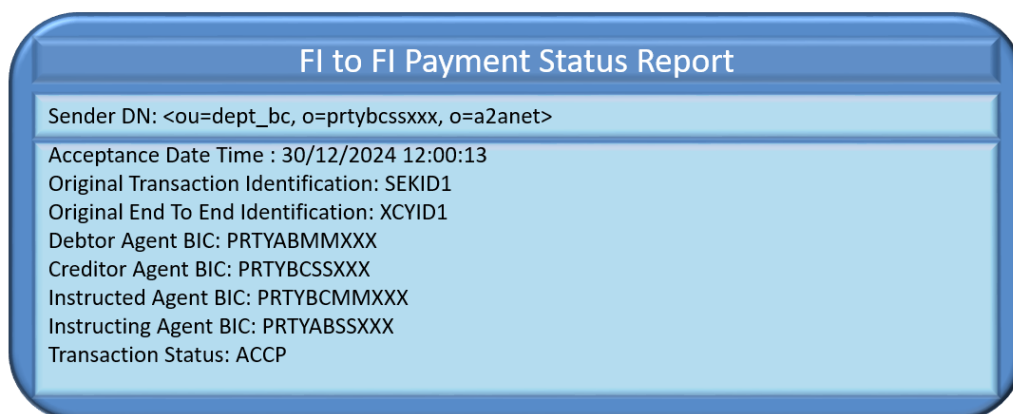 FI to FI Payment Status Report
Sender DN: <ou=dept_bc, o=prtybcssxxx, o=a2anet>
Acceptance Date Time : 30/12/2024 12:00:13
Original Transaction Identification: SEKID1
Original End To End Identification: XCYID1
Debtor Agent BIC: PRTYABMMXXX
Creditor Agent BIC: PRTYBCSSXXX
Instructed Agent BIC: PRTYBCMMXXX
Instructing Agent BIC: PRTYABSSXXX
Transaction Status: ACCP